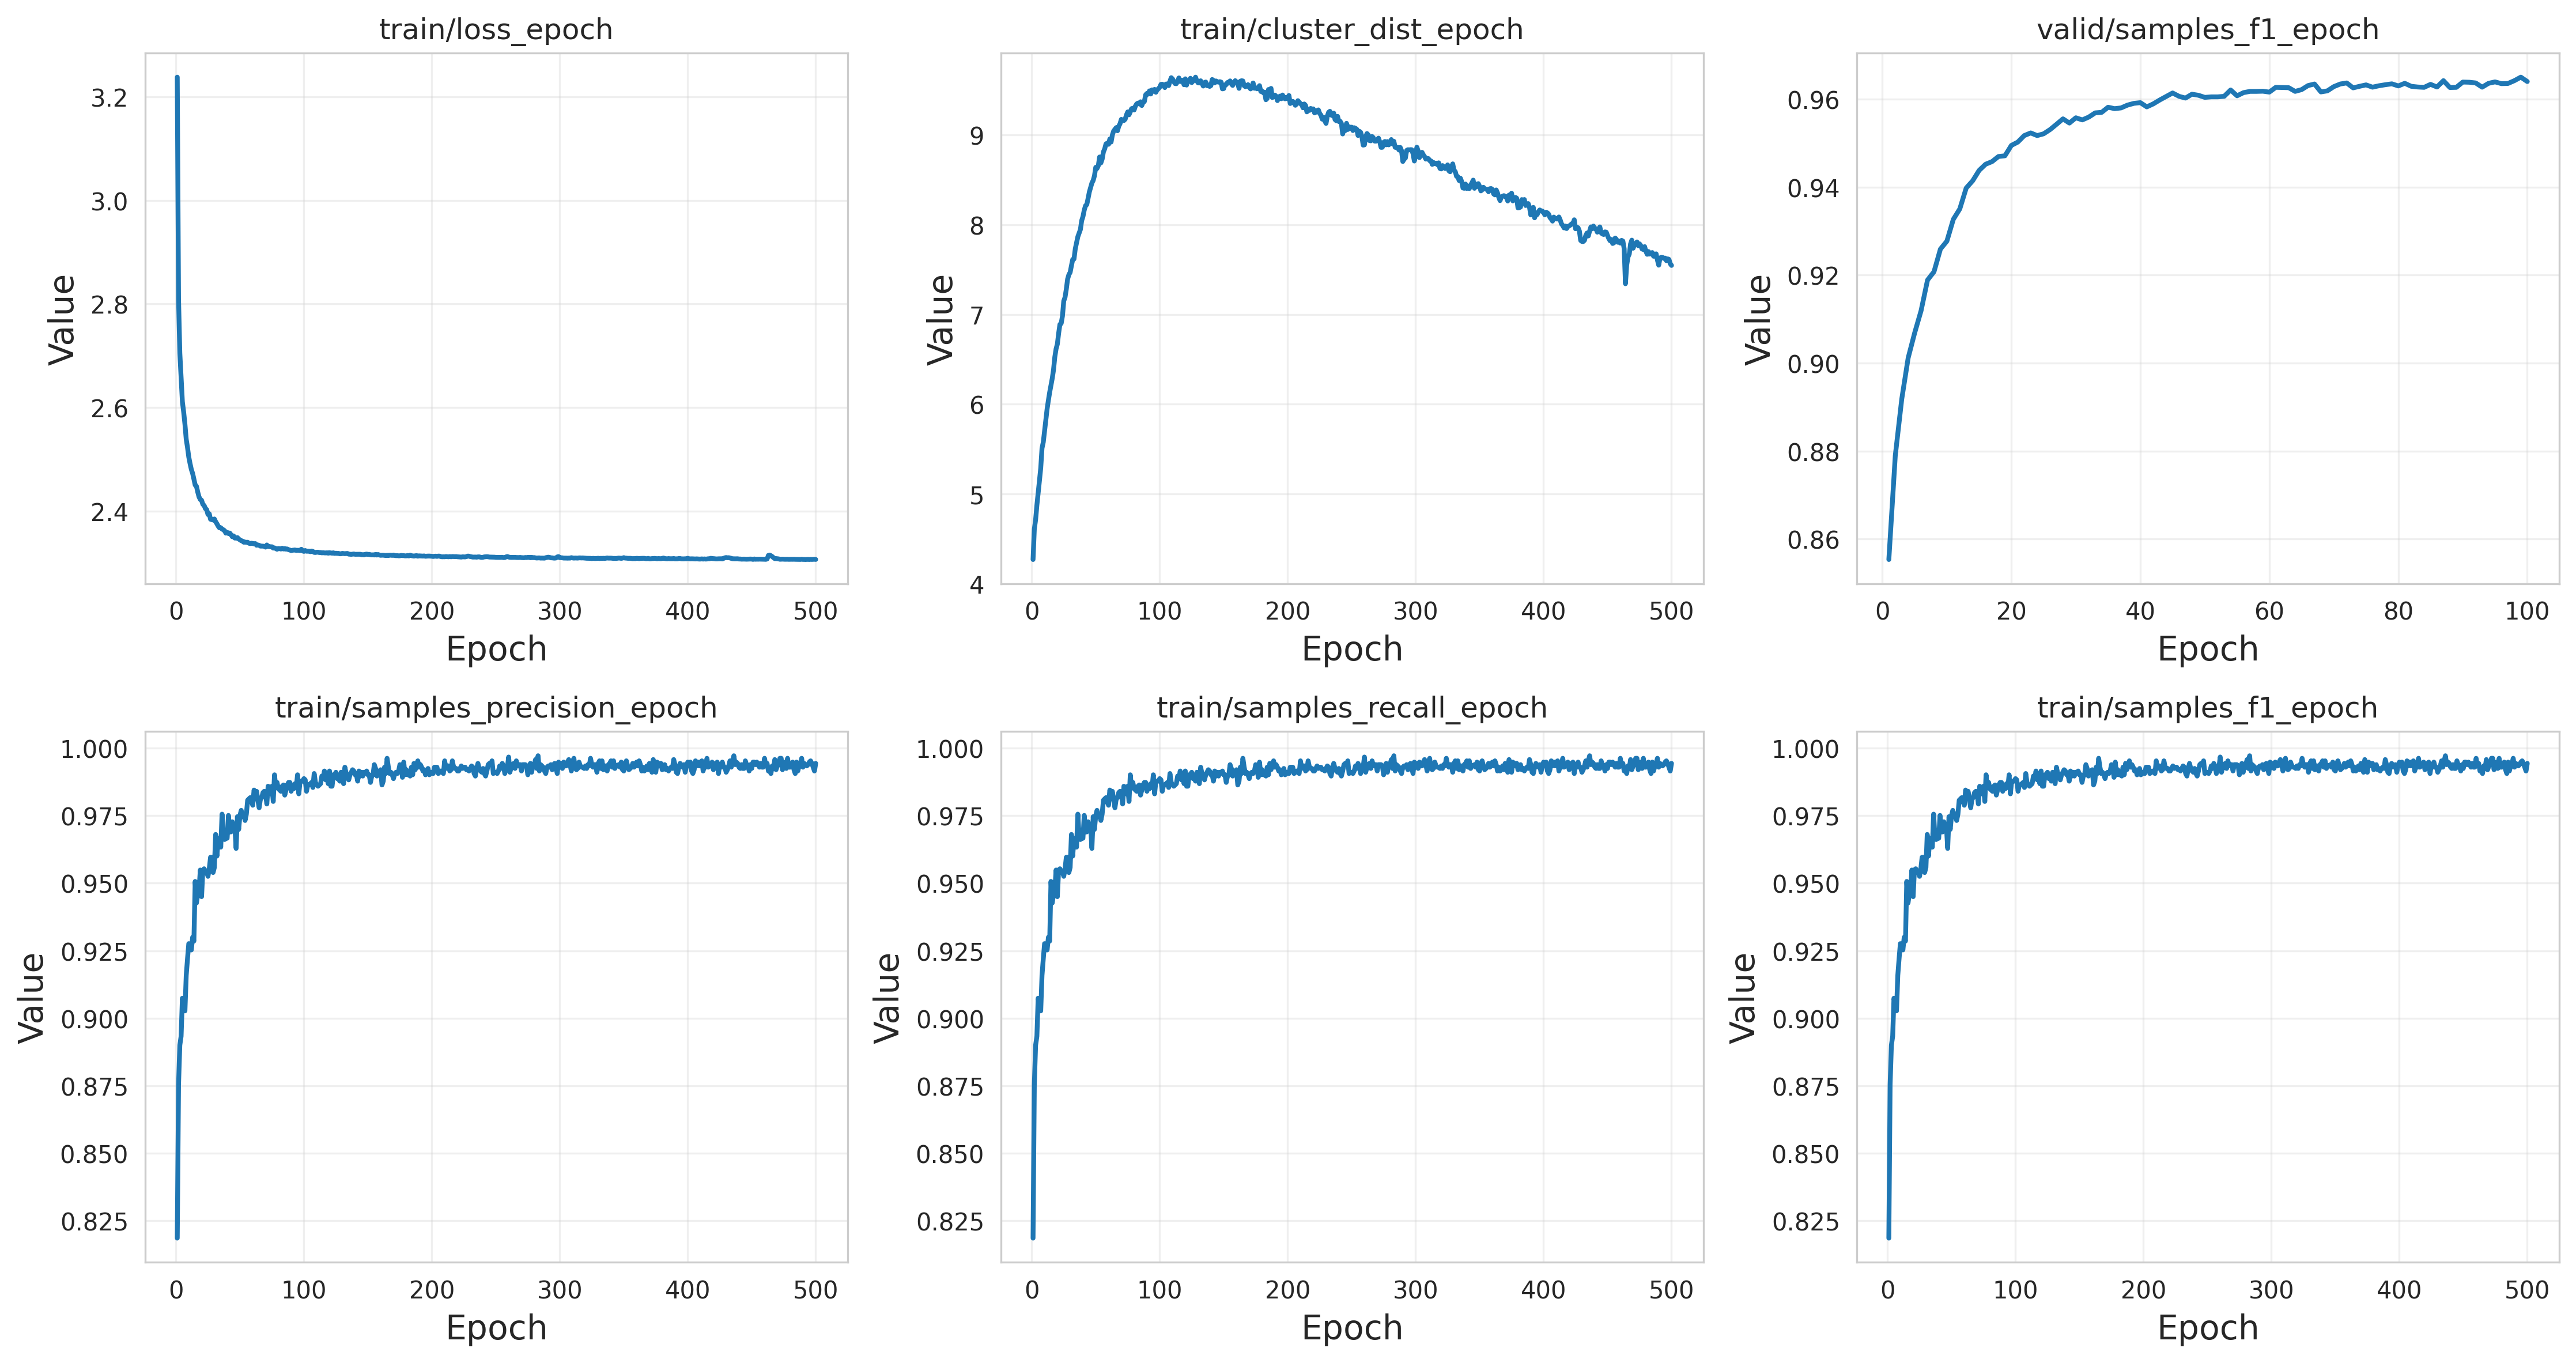 train/loss_epoch
Value
3.2
3.0
2.8
2.6
2.4
0 100 200 300 400 500
Epoch
train/cluster_dist_epoch
Value
9
8
7
6
5
4
0 100 200 300 400 500
Epoch
valid/samples_f1_epoch
Value
0.96
0.94
0.92
0.90
0.88
0.86
0 20 40 60 80 100
Epoch
train/samples_precision_epoch
Value
1.000
0.975
0.950
0.925
0.900
0.875
0.850
0.825
0 100 200 300 400 500
Epoch
train/samples_recall_epoch
Value
1.000
0.975
0.950
0.925
0.900
0.875
0.850
0.825
0 100 200 300 400 500
Epoch
train/samples_f1_epoch
Value
1.000
0.975
0.950
0.925
0.900
0.875
0.850
0.825
0 100 200 300 400 500
Epoch